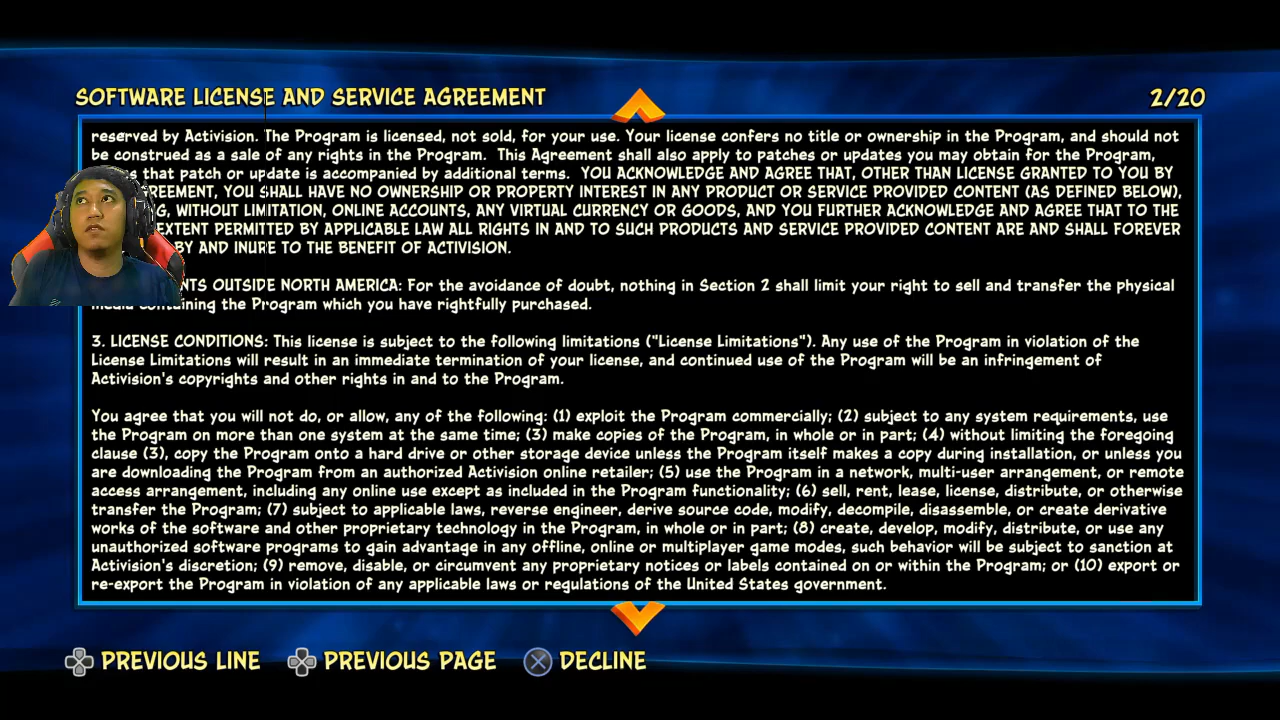 SOFTWARE LICENSE AND SERVICE AGREEMENT
2/20
reserved by Activision. The Program is licensed, not sold, for your use. Your license confers no title or ownership in the Program, and should not
be construed as a sale of any rights in the Program. This Agreement shall also apply to patches or updates you may obtain for the Program,
that patch or update is accompanied by additional terms. YOU ACKNOWLEDGE AND AGREE THAT, OTHER THAN LICENSE GRANTED TO YOU BY
YOU SHALL HAVE NO OWNERSHIP OR PROPERTY INTEREST IN ANY PRODUCT OR SERVICE PROVIDED CONTENT (AS DEFINED BELOW),
WITHOUT LIMITATION, ONLINE ACCOUNTS, ANY VIRTUAL CURRENCY OR GOODS, AND YOU FURTHER ACKNOWLEDGE AND AGREE THAT TO THE
EXTENT PERMITTED BY APPLICABLE LAW ALL RIGHTS IN AND TO SUCH PRODUCTS AND SERVICE PROVIDED CONTENT ARE AND SHALL FOREVER
BY AND INURE TO THE BENEFIT OF ACTIVISION.
OUTSIDE NORTH AMERICA: For the avoidance of doubt, nothing in Section 2 shall limit your right to sell and transfer the physical
media containing the Program which you have rightfully purchased.
3. LICENSE CONDITIONS: This license is subject to the following limitations ("License Limitations"). Any use of the Program in violation of the
License Limitations will result in an immediate termination of your license, and continued use of the Program will be an infringement of
Activision's copyrights and other rights in and to the Program.
You agree that you will not do, or allow, any of the following: (1) exploit the Program commercially; (2) subject to any system requirements, use
the Program on more than one system at the same time; (3) make copies of the Program, in whole or in part; (4) without limiting the foregoing
clause (3), copy the Program onto a hard drive or other storage device unless the Program itself makes a copy during installation, or unless you
are downloading the Program from an authorized Activision online retailer; (5) use the Program in a network, multi-user arrangement, or remote
access arrangement, including any online use except as included in the Program functionality; (6) sell, rent, lease, license, distribute, or otherwise
transfer the Program; (7) subject to applicable laws, reverse engineer, derive source code, modify, decompile, disassemble, or create derivative
works of the software and other proprietary technology in the Program, in whole or in part; (8) create, develop, modify, distribute, or use any
unauthorized software programs to gain advantage in any offline, online or multiplayer game modes, such behavior will be subject to sanction at
Activision's discretion; (9) remove, disable, or circumvent any proprietary notices or labels contained on or within the Program; or (10) export or
re-export the Program in violation of any applicable laws or regulations of the United States government.
PREVIOUS LINE PREVIOUS PAGE DECLINE